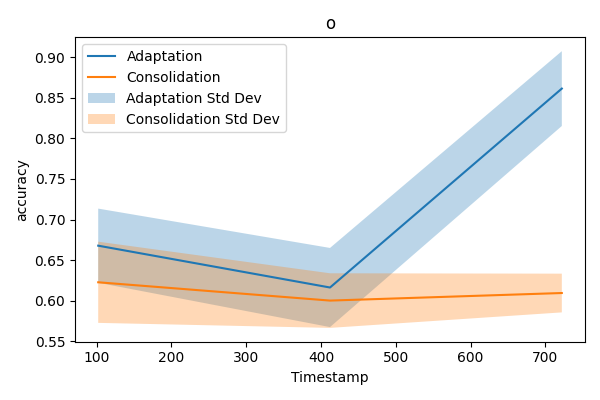 o
Adaptation
Consolidation
Adaptation Std Dev
Consolidation Std Dev
accuracy
0.90
0.85
0.80
0.75
0.70
0.65
0.60
0.55
100 200 300 400 500 600 700
Timestamp